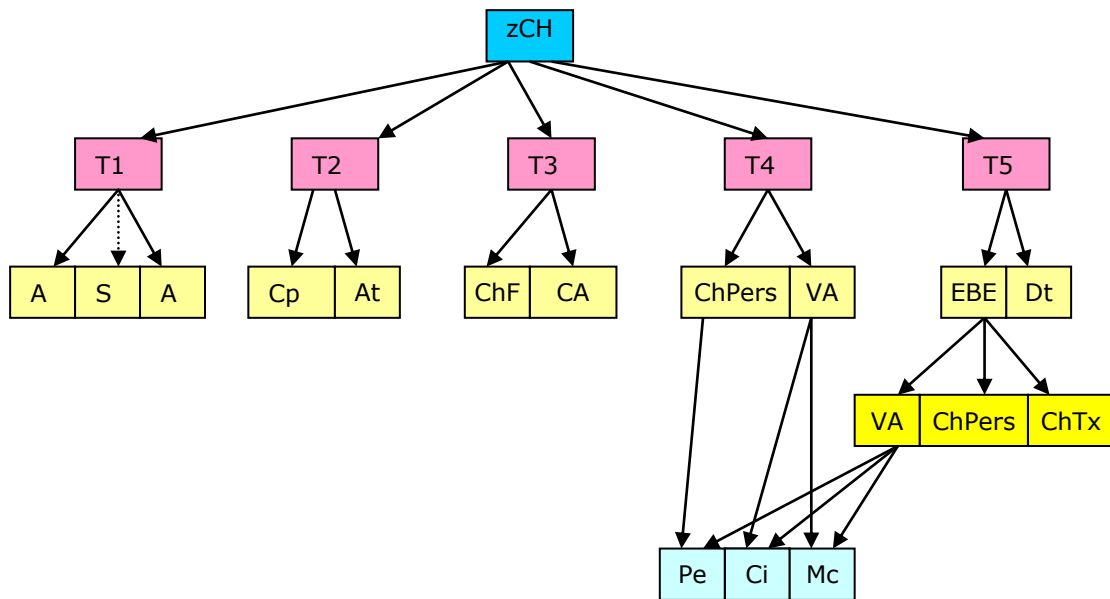 zCH
T1 T2 T3 T4 T5
A S A Cp At ChF CA ChPers VA EBE Dt
VA ChPers ChTx
Pe Ci Mc